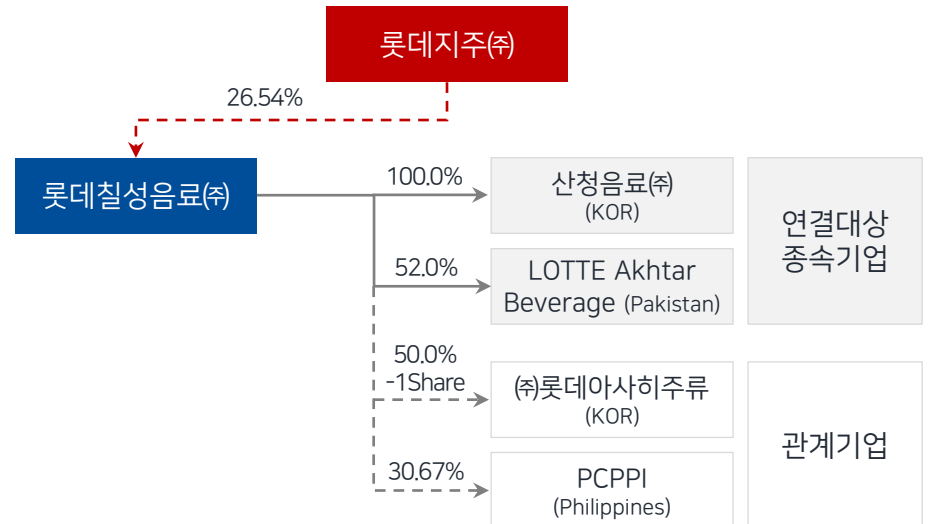 롯데지주㈜
26.54%
롯데칠성음료㈜
100.0%
산청음료㈜
(KOR)
연결대상
종속기업
52.0%
LOTTE Akhtar
Beverage (Pakistan)
50.0%
-1Share
㈜롯데아사히주류
(KOR)
관계기업
30.67%
PCPPI
(Philippines)